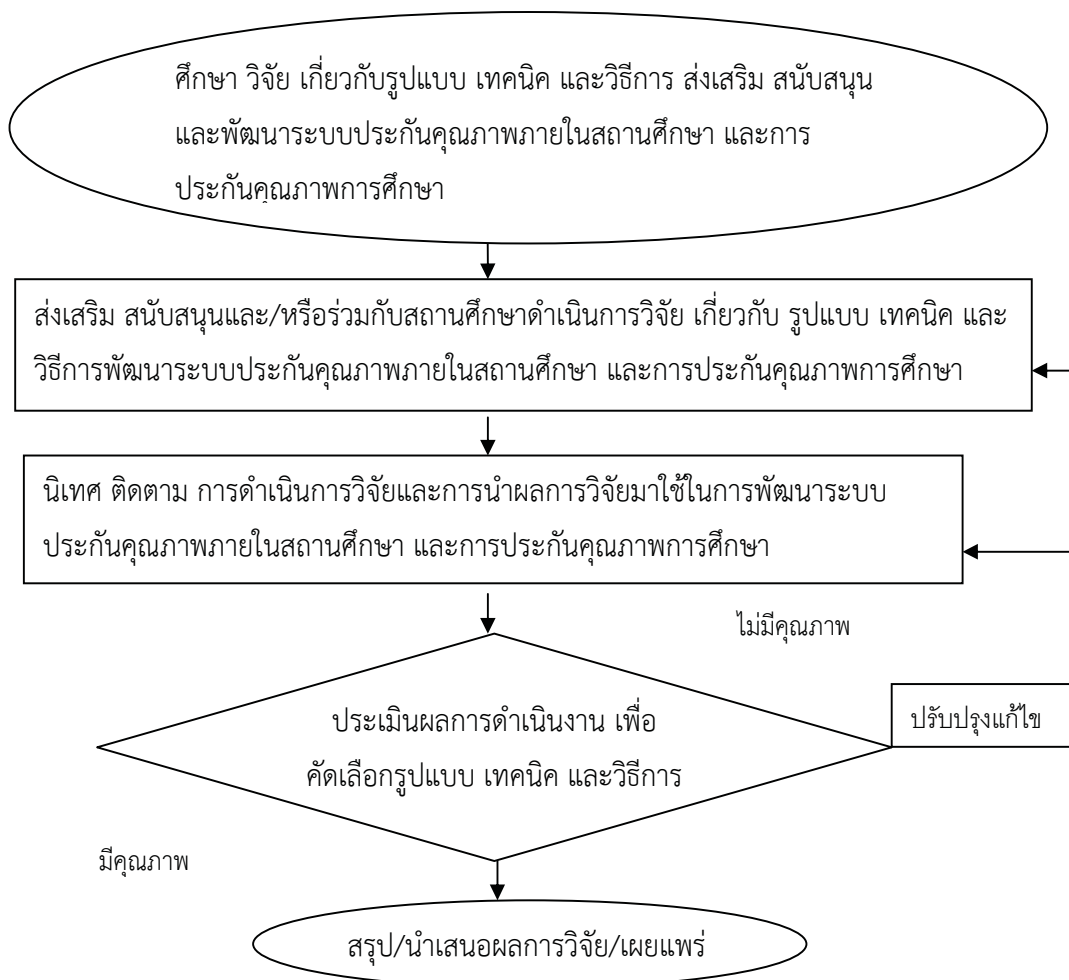 ศึกษา วิจัย เกี่ยวกับรูปแบบ เทคนิค และวิธีการ ส่งเสริม สนับสนุน
และพัฒนาระบบประกันคุณภาพภายในสถานศึกษา และการ
ประกันคุณภาพการศึกษา
ส่งเสริม สนับสนุนและ/หรือร่วมกับสถานศึกษาดำเนินการวิจัย เกี่ยวกับ รูปแบบ เทคนิค และ
วิธีการพัฒนาระบบประกันคุณภาพภายในสถานศึกษา และการประกันคุณภาพการศึกษา
นิเทศ ติดตาม การดำเนินการวิจัยและการนำผลการวิจัยมาใช้ในการพัฒนาระบบ
ประกันคุณภาพภายในสถานศึกษา และการประกันคุณภาพการศึกษา
ไม่มีคุณภาพ
ประเมินผลการดำเนินงาน เพื่อ
คัดเลือกรูปแบบ เทคนิค และวิธีการ
ปรับปรุงแก้ไข
มีคุณภาพ
สรุป/นำเสนอผลการวิจัย/เผยแพร่